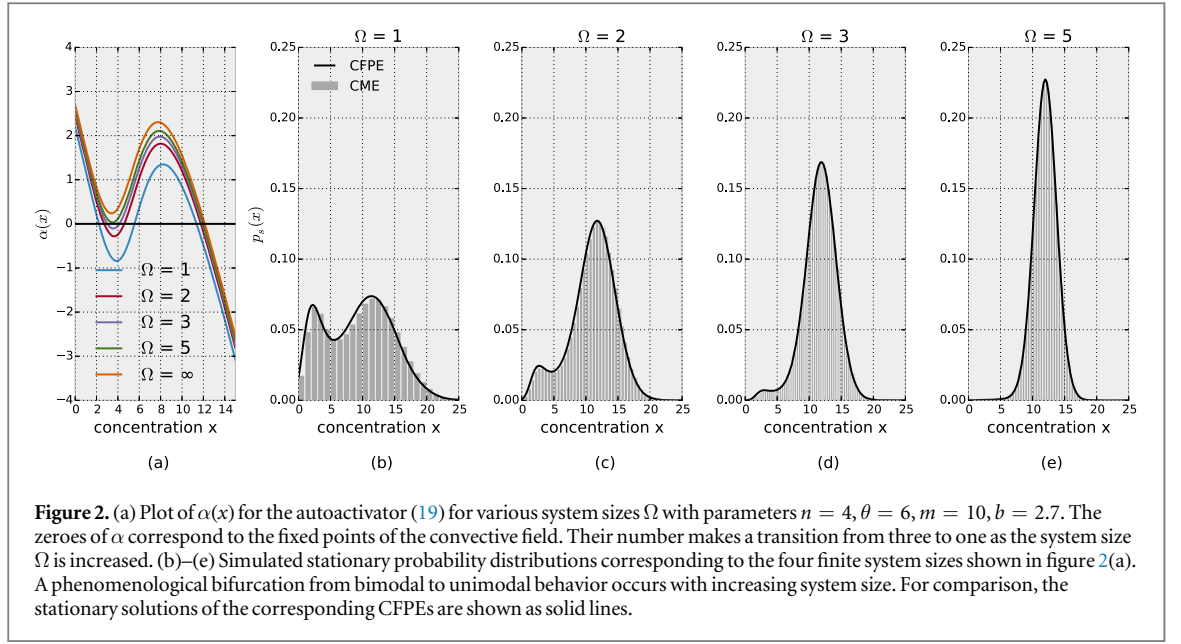 Ω = 1
Ω = 2
Ω = 3
Ω = 5
4
3
2
1
0
−1
−2
−3
−4
α(x)
Ω = 1
Ω = 2
Ω = 3
Ω = 5
Ω = ∞
0 2 4 6 8 10 12 14
concentration x
(a)
0.25
0.20
0.15
0.10
0.05
0.00
p_s(x)
CFPE
CME
0 5 10 15 20 25
concentration x
(b)
0.25
0.20
0.15
0.10
0.05
0.00
0 5 10 15 20 25
concentration x
(c)
0.25
0.20
0.15
0.10
0.05
0.00
0 5 10 15 20 25
concentration x
(d)
0.25
0.20
0.15
0.10
0.05
0.00
0 5 10 15 20 25
concentration x
(e)
Figure 2. (a) Plot of α(x) for the autoactivator (19) for various system sizes Ω with parameters n = 4, θ = 6, m = 10, b = 2.7. The
zeroes of α correspond to the fixed points of the convective field. Their number makes a transition from three to one as the system size
Ω is increased. (b)–(e) Simulated stationary probability distributions corresponding to the four finite system sizes shown in figure 2(a).
A phenomenological bifurcation from bimodal to unimodal behavior occurs with increasing system size. For comparison, the
stationary solutions of the corresponding CFPEs are shown as solid lines.